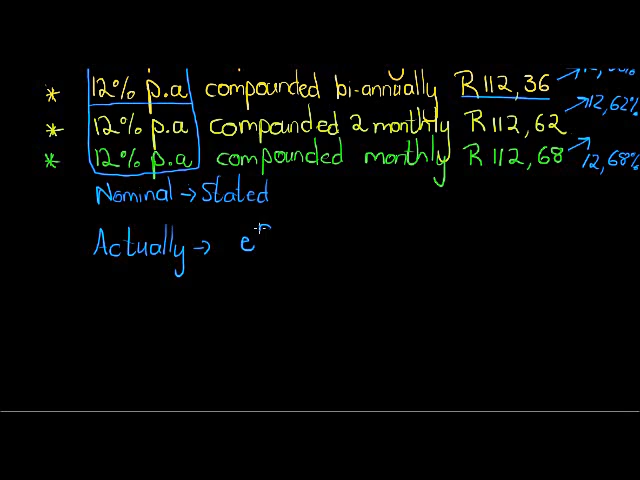 * 12% p.a compounded bi-annually R112,36
12,62%
* 12% p.a compounded 2 monthly R112,62
* 12% p.a compounded monthly R112,68
12,68%
Nominal → Stated
Actually → e